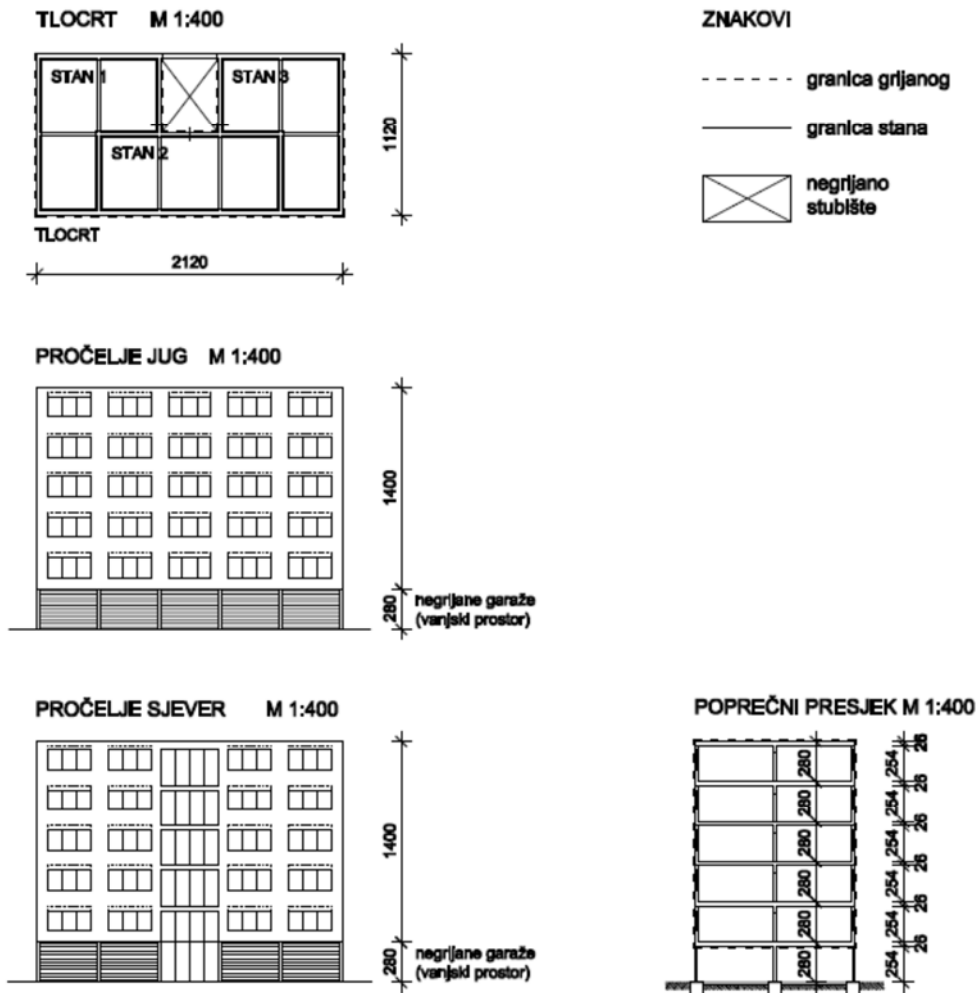 TLOCRT M 1:400
STAN 1
STAN 3
STAN 2
1120
TLOCRT
2120
ZNAKOVI
granica grijanog
granica stana
negrijano
stubište
PROČELJE JUG M 1:400
1400
280
negrijane garaže
(vanjski prostor)
PROČELJE SJEVER M 1:400
1400
280
negrijane garaže
(vanjski prostor)
POPREČNI PRESJEK M 1:400
26
280
254
26
280
254
26
280
254
26
280
254
26
280
254
26
280
254